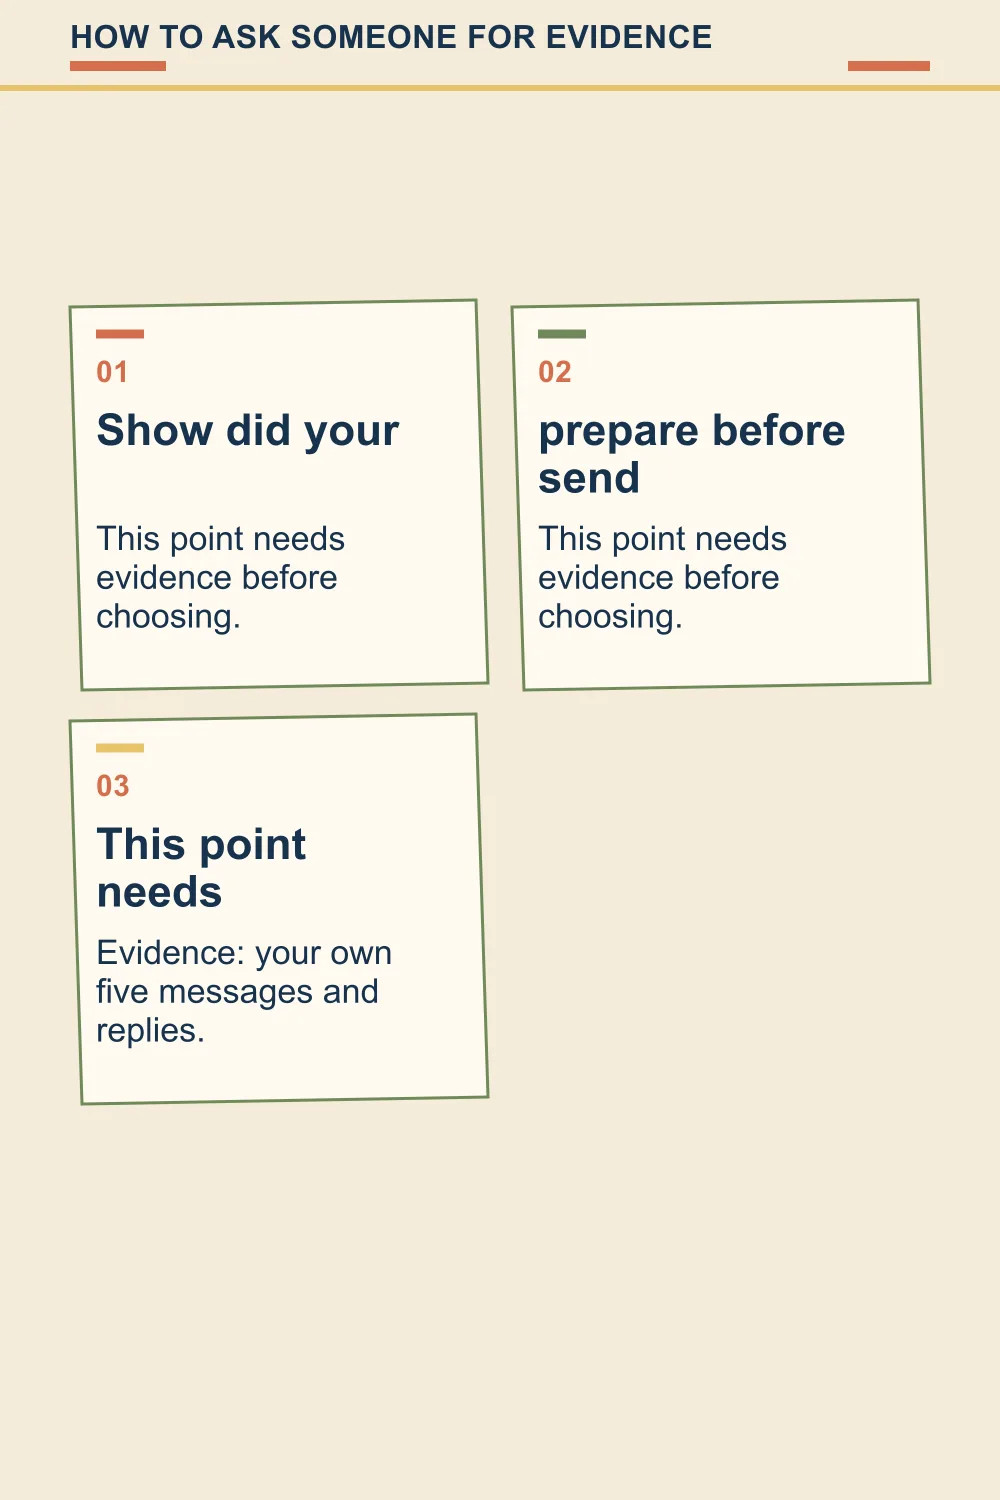 HOW TO ASK SOMEONE FOR EVIDENCE
01
Show did your
This point needs
evidence before
choosing.
02
prepare before
send
This point needs
evidence before
choosing.
03
This point
needs
Evidence: your own
five messages and
replies.